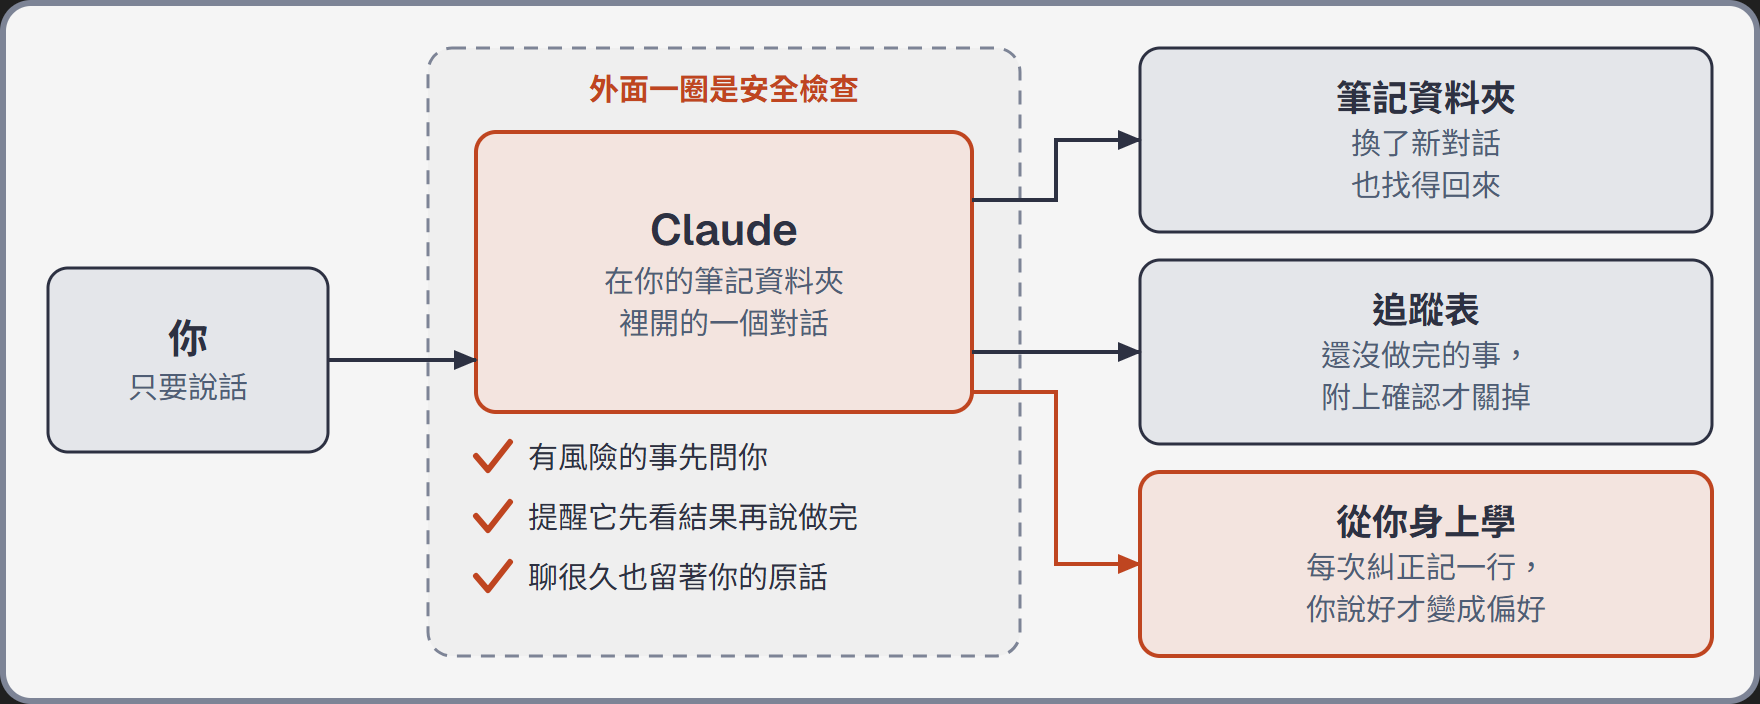 你
只要說話
外面一圈是安全檢查
Claude
在你的筆記資料夾
裡開的一個對話
有風險的事先問你
提醒它先看結果再說做完
聊很久也留著你的原話
筆記資料夾
換了新對話
也找得回來
追蹤表
還沒做完的事，
附上確認才關掉
從你身上學
每次糾正記一行，
你說好才變成偏好